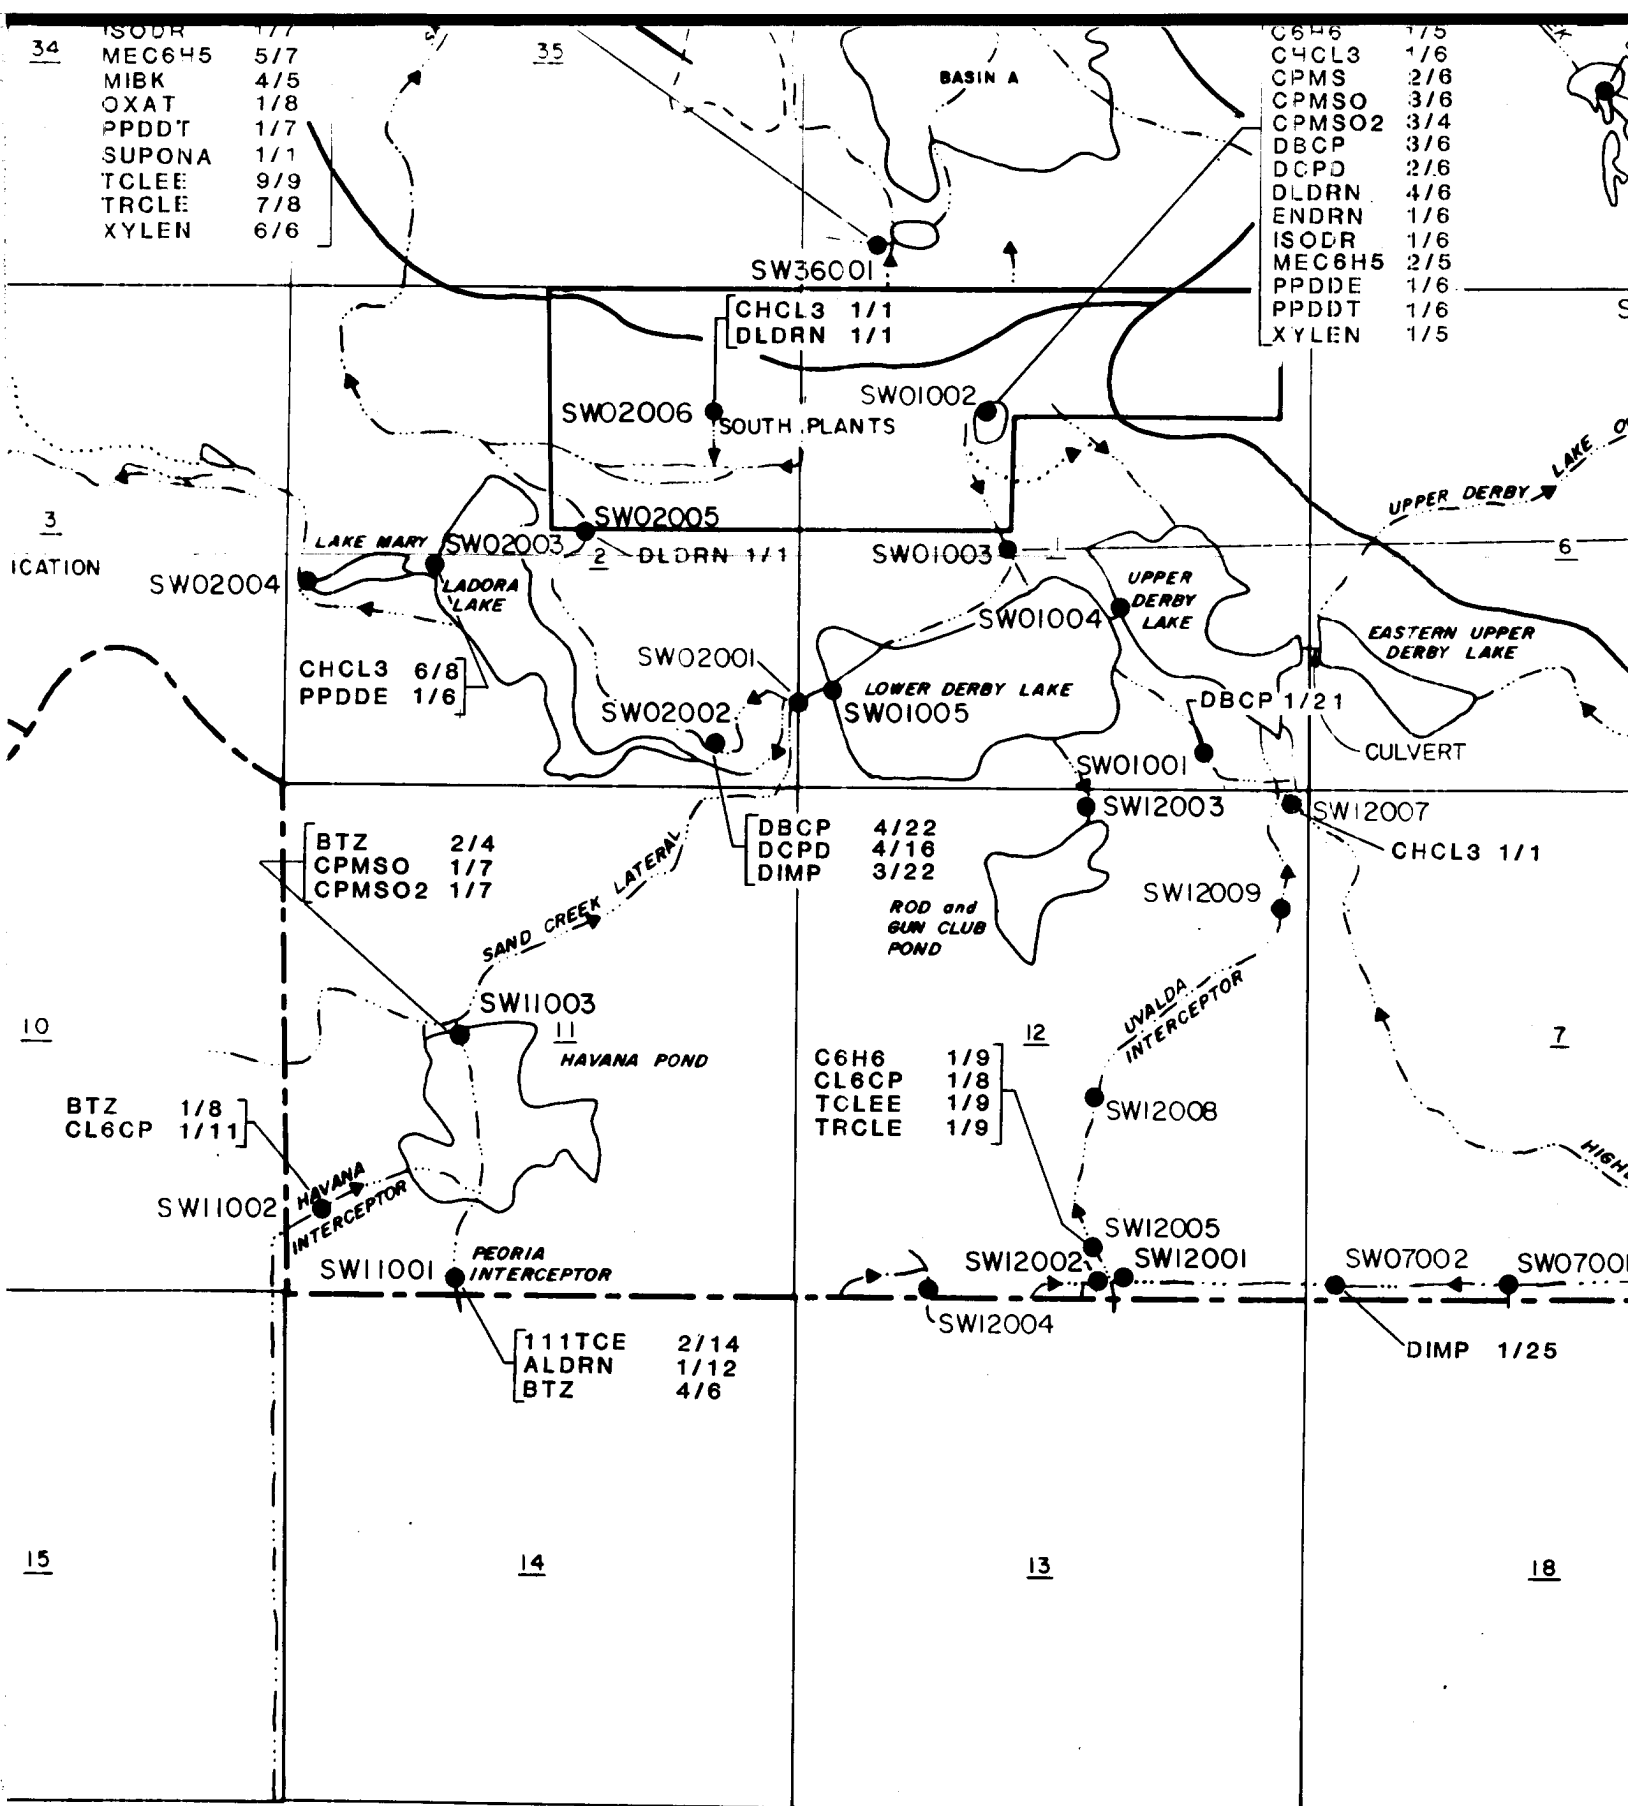 34
ISODR 1/7
MEC6H5 5/7
MIBK 4/5
OXAT 1/8
PPDDT 1/7
SUPONA 1/1
TCLEE 9/9
TRCLE 7/8
XYLEN 6/6
35
BASIN A
C6H6 1/5
CHCL3 1/6
CPMS 2/6
CPMSO 3/6
CPMSO2 3/4
DBCP 3/6
DCPD 2/6
DLDRN 4/6
ENDRN 1/6
ISODR 1/6
MEC6H5 2/5
PPDDE 1/6
PPDDT 1/6
XYLEN 1/5
SW36001
CHCL3 1/1
DLDRN 1/1
SW02006
SOUTH PLANTS
SW01002
UPPER DERBY LAKE
3
ICATION
LAKE MARY
SW02003
SW02005
2
DLDRN 1/1
SW01003
1
6
SW02004
LADORA
LAKE
SW01004
UPPER
DERBY
LAKE
EASTERN UPPER
DERBY LAKE
CHCL3 6/8
PPDDE 1/6
SW02001
SW02002
LOWER DERBY LAKE
SW01005
DBCP 1/21
CULVERT
SW01001
SW12003
SW12007
CHCL3 1/1
BTZ 2/4
CPMSO 1/7
CPMSO2 1/7
DBCP 4/22
DCPD 4/16
DIMP 3/22
SAND CREEK LATERAL
SW12009
ROD and
GUN CLUB
POND
SW11003
10
11
HAVANA POND
UVALDA
INTERCEPTOR
12
7
C6H6 1/9
CL6CP 1/8
TCLEE 1/9
TRCLE 1/9
SW12008
BTZ 1/8
CL6CP 1/11
SW11002
HAVANA
INTERCEPTOR
SW11001
PEORIA
INTERCEPTOR
SW12005
SW12002
SW12001
SW07002
SW07001
SW12004
DIMP 1/25
111TCE 2/14
ALDRN 1/12
BTZ 4/6
15
14
13
18